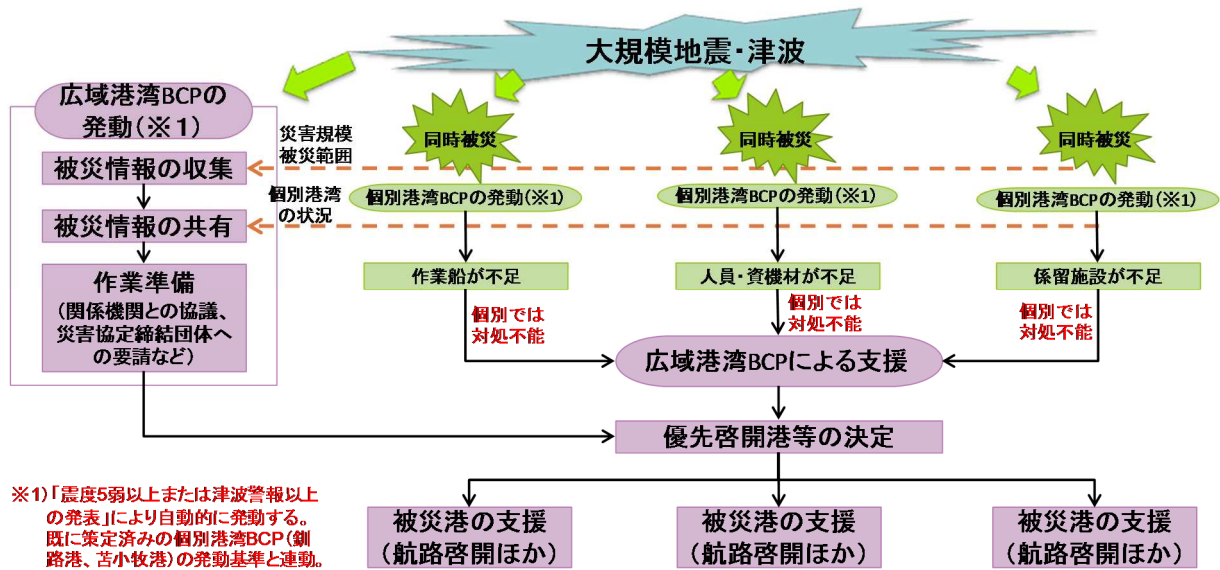 大規模地震・津波
広域港湾BCPの
発動(※1)
被災情報の収集
被災情報の共有
作業準備
(関係機関との協議、
災害協定締結団体へ
の要請など)
災害規模
被災範囲
個別港湾
の状況
同時被災
同時被災
同時被災
個別港湾BCPの発動(※1)
個別港湾BCPの発動(※1)
個別港湾BCPの発動(※1)
作業船が不足
人員・資機材が不足
係留施設が不足
個別では
対処不能
個別では
対処不能
個別では
対処不能
広域港湾BCPによる支援
優先啓開港等の決定
被災港の支援
(航路啓開ほか)
被災港の支援
(航路啓開ほか)
被災港の支援
(航路啓開ほか)
※1)「震度5弱以上または津波警報以上
の発表」により自動的に発動する。
既に策定済みの個別港湾BCP(釧
路港、苫小牧港)の発動基準と連動。